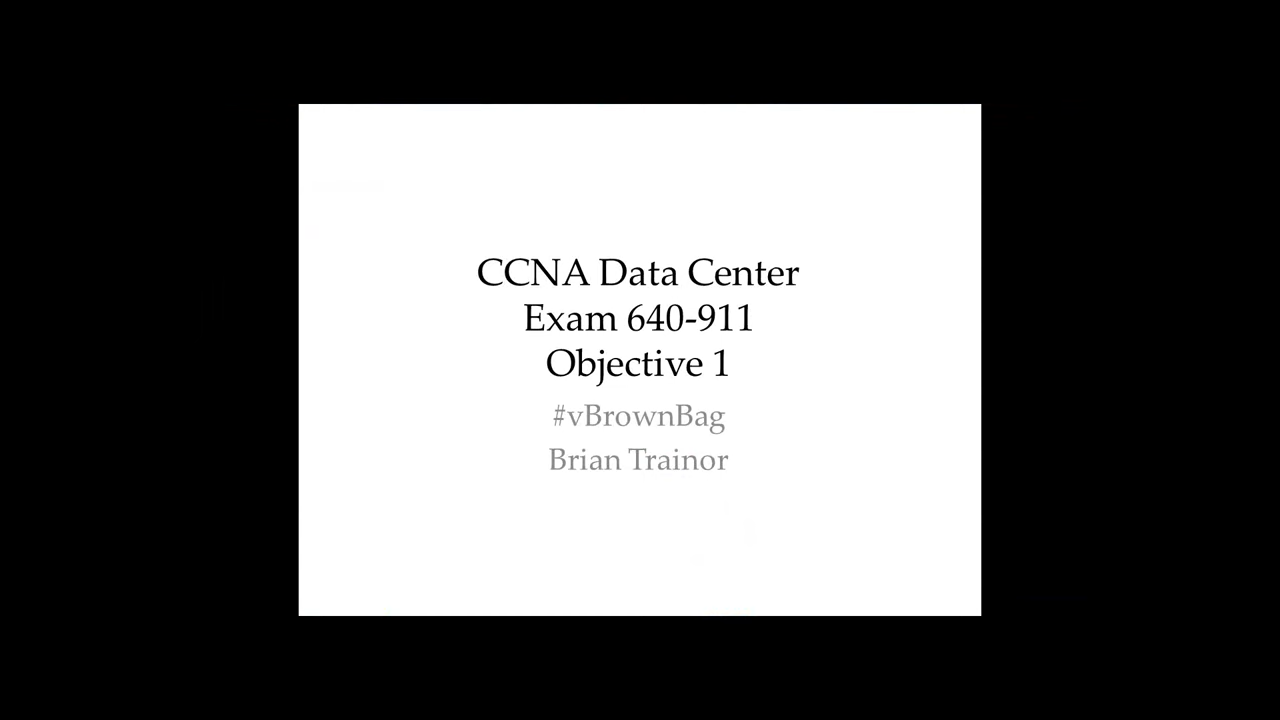 CCNA Data Center
Exam 640-911
Objective 1
#vBrownBag
Brian Trainor